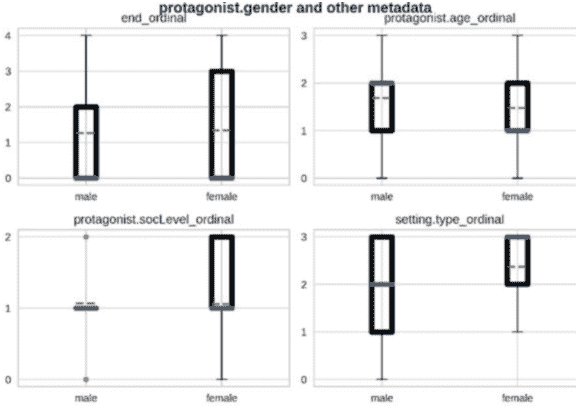 protagonist.gender and other metadata
end_ordinal
protagonist.age_ordinal
4
3
2
1
0
male
female
3
2
1
0
male
female
protagonist.socLevel_ordinal
setting.type_ordinal
2
1
0
male
female
3
2
1
0
male
female